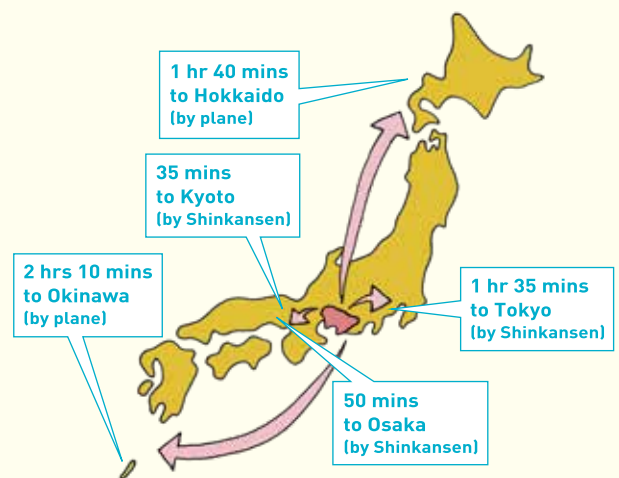 1 hr 40 mins
to Hokkaido
(by plane)
35 mins
to Kyoto
(by Shinkansen)
2 hrs 10 mins
to Okinawa
(by plane)
1 hr 35 mins
to Tokyo
(by Shinkansen)
50 mins
to Osaka
(by Shinkansen)